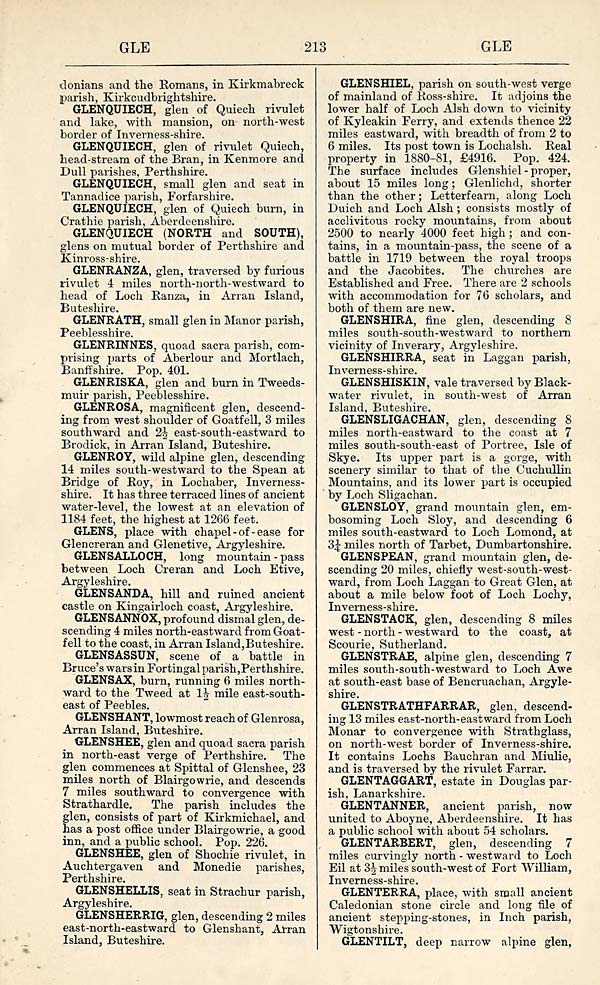 GLE 213 GLE
donians and the Romans, in Kirkmabreck
parish, Kirkcudbrightshire.
GLENQUIECH, glen of Quiech rivulet
and lake, with mansion, on north-west
border of Inverness-shire.
GLENQUIECH, glen of rivulet Quiech,
head-stream of the Bran, in Kenmore and
Dull parishes, Perthshire.
GLENQUIECH, small glen and seat in
Tannadice parish, Forfarshire.
GLENQUIECH, glen of Quiech burn, in
Crathie parish, Aberdeenshire.
GLENQUIECH (NORTH and SOUTH),
glens on mutual border of Perthshire and
Kinross-shire.
GLENRANZA, glen, traversed by furious
rivulet 4 miles north-north-westward to
head of Loch Ranza, in Arran Island,
Buteshire.
GLENRATH, small glen in Manor parish,
Peeblesshire.
GLENRINNES, quoad sacra parish, com-
prising parts of Aberlour and Mortlach,
Banffshire. Pop. 401.
GLENRISKA, glen and burn in Tweeds-
muir parish, Peeblesshire.
GLENROSA, magnificent glen, descend-
ing from west shoulder of Goatfell, 3 miles
southward and 2½ east-south-eastward to
Brodick, in Arran Island, Buteshire.
GLENROY, wild alpine glen, descending
14 miles south-westward to the Spean at
Bridge of Roy, in Lochaber, Inverness-
shire. It has three terraced lines of ancient
water-level, the lowest at an elevation of
1184 feet, the highest at 1266 feet.
GLENS, place with chapel-of-ease for
Glencreran and Glenetive, Argyleshire.
GLENSALLOCH, long mountain-pass
between Loch Creran and Loch Etive,
Argyleshire.
GLENSANDA, hill and ruined ancient
castle on Kingairloch coast, Argyleshire.
GLENSANNOX, profound dismal glen, de-
scending 4 miles north-eastward from Goat-
fell to the coast, in Arran Island, Buteshire.
GLENSASSUN, scene of a battle in
Bruce's wars in Fortingal parish, Perthshire.
GLENSAX, burn, running 6 miles north-
ward to the Tweed at 1½ mile east-south-
east of Peebles.
GLENSHANT, lowmost reach of Glenrosa,
Arran Island, Buteshire.
GLENSHEE, glen and quoad sacra parish
in north-east verge of Perthshire. The
glen commences at Spittal of Glenshee, 23
miles north of Blairgowrie, and descends
7 miles southward to convergence with
Strathardle. The parish includes the
glen, consists of part of Kirkmichael, and
has a post office under Blairgowrie, a good
inn, and a public school. Pop. 226.
GLENSHEE, glen of Shochie rivulet, in
Auchtergaven and Monedie parishes,
Perthshire.
GLENSHELLIS, seat in Strachur parish,
Argyleshire.
GLENSHERRIG, glen, descending 2 miles
east-north-eastward to Glenshant, Arran
Island, Buteshire.
GLENSHIEL, parish on south-west verge
of mainland of Ross-shire. It adjoins the
lower half of Loch Alsh down to vicinity
of Kyleakin Ferry, and extends thence 22
miles eastward, with breadth of from 2 to
6 miles. Its post town is Lochalsh. Real
property in 1880-81, £4916. Pop. 424.
The surface includes Glenshiel-proper,
about 15 miles long; Glenlichd, shorter
than the other; Letterfearn, along Loch
Duich and Loch Alsh; consists mostly of
acclivitous rocky mountains, from about
2500 to nearly 4000 feet high; and con-
tains, in a mountain-pass, the scene of a
battle in 1719 between the royal troops
and the Jacobites. The churches are
Established and Free. There are 2 schools
with accommodation for 76 scholars, and
both of them are new.
GLENSHIRA, fine glen, descending 8
miles south-south-westward to northern
vicinity of Inverary, Argyleshire.
GLENSHIRRA, seat in Laggan parish,
Inverness-shire.
GLENSHISKIN, vale traversed by Black-
water rivulet, in south-west of Arran
Island, Buteshire.
GLENSLIGACHAN, glen, descending 8
miles north-eastward to the coast at 7
miles south-south-east of Portree, Isle of
Skye. Its upper part is a gorge, with
scenery similar to that of the Cuchullin
Mountains, and its lower part is occupied
by Loch Sligachan.
GLENSLOY, grand mountain glen, em-
bosoming Loch Sloy, and descending 6
miles south-eastward to Loch Lomond, at
3¼ miles north of Tarbet, Dumbartonshire.
GLENSPEAN, grand mountain glen, de-
scending 20 miles, chiefly west-south-west-
ward, from Loch Laggan to Great Glen, at
about a mile below foot of Loch Lochy,
Inverness-shire.
GLENSTACK, glen, descending 8 miles
west-north-westward to the coast, at
Scourie, Sutherland.
GLENSTRAE, alpine glen, descending 7
miles south-south-westward to Loch Awe
at south-east base of Bencruachan, Argyle-
shire.
GLENSTRATHFARRAR, glen, descend-
ing 13 miles east-north-eastward from Loch
Monar to convergence with Strathglass,
on north-west border of Inverness-shire.
It contains Lochs Bauchran and Miulie,
and is traversed by the rivulet Farrar.
GLENTAGGART, estate in Douglas par-
ish, Lanarkshire.
GLENTANNER, ancient parish, now
united to Aboyne, Aberdeenshire. It has
a public school with about 54 scholars.
GLENTARBERT, glen, descending 7
miles curvingly north-westward to Loch
Eil at 3½ miles south-west of Fort William,
Inverness-shire.
GLENTERRA, place, with small ancient
Caledonian stone circle and long file of
ancient stepping-stones, in Inch parish,
Wigtonshire.
GLENTILT, deep narrow alpine glen,